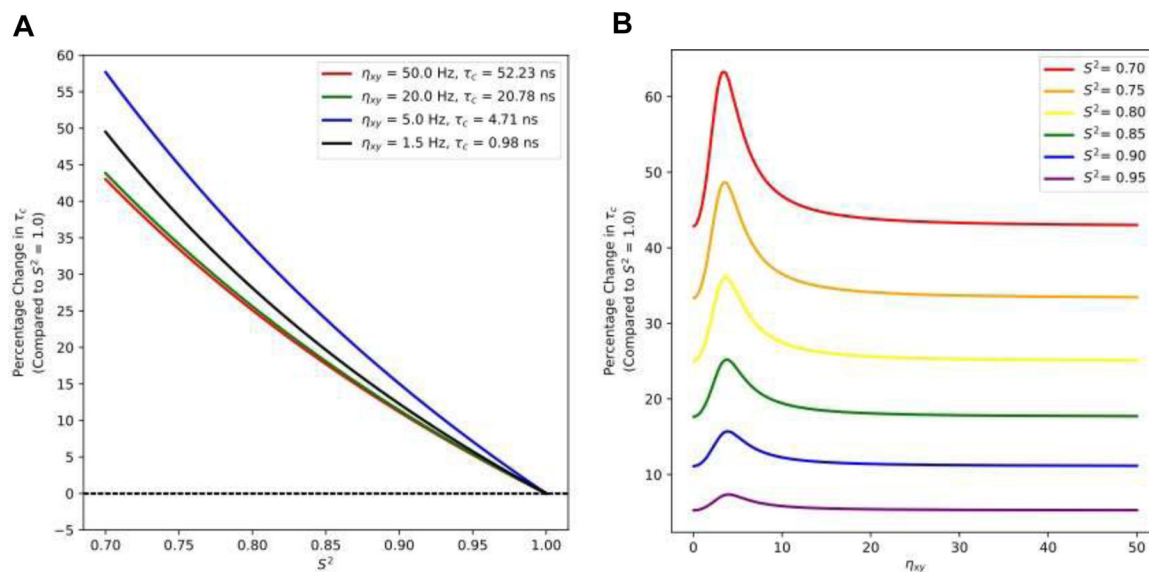 A
Percentage Change in τc
(Compared to S² = 1.0)
60
55
50
45
40
35
30
25
20
15
10
5
0
−5
ηxy = 50.0 Hz, τc = 52.23 ns
ηxy = 20.0 Hz, τc = 20.78 ns
ηxy = 5.0 Hz, τc = 4.71 ns
ηxy = 1.5 Hz, τc = 0.98 ns
0.70 0.75 0.80 0.85 0.90 0.95 1.00
S²
B
Percentage Change in τc
(Compared to S² = 1.0)
60
50
40
30
20
10
S²= 0.70
S²= 0.75
S²= 0.80
S²= 0.85
S²= 0.90
S²= 0.95
0 10 20 30 40 50
ηxy